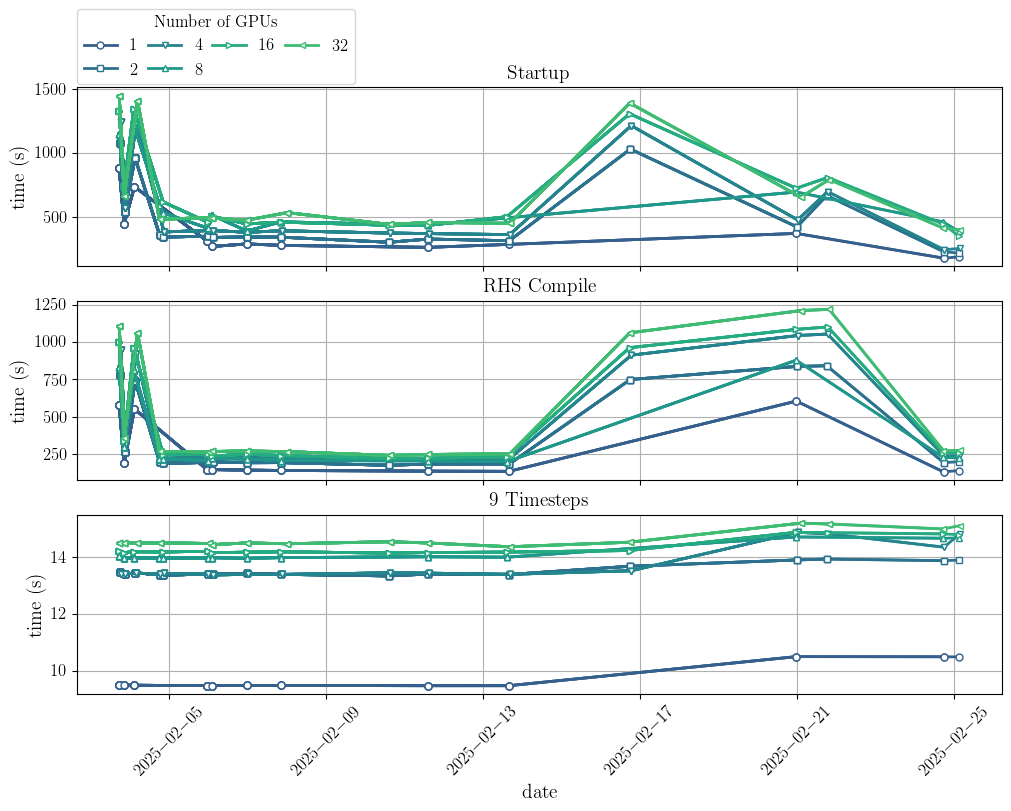 Number of GPUs
1 4 16 32
2 8
Startup
1500
1000
500
time (s)
RHS Compile
1250
1000
750
500
250
time (s)
9 Timesteps
14
12
10
time (s)
2025−02−05 2025−02−09 2025−02−13 2025−02−17 2025−02−21 2025−02−25
date